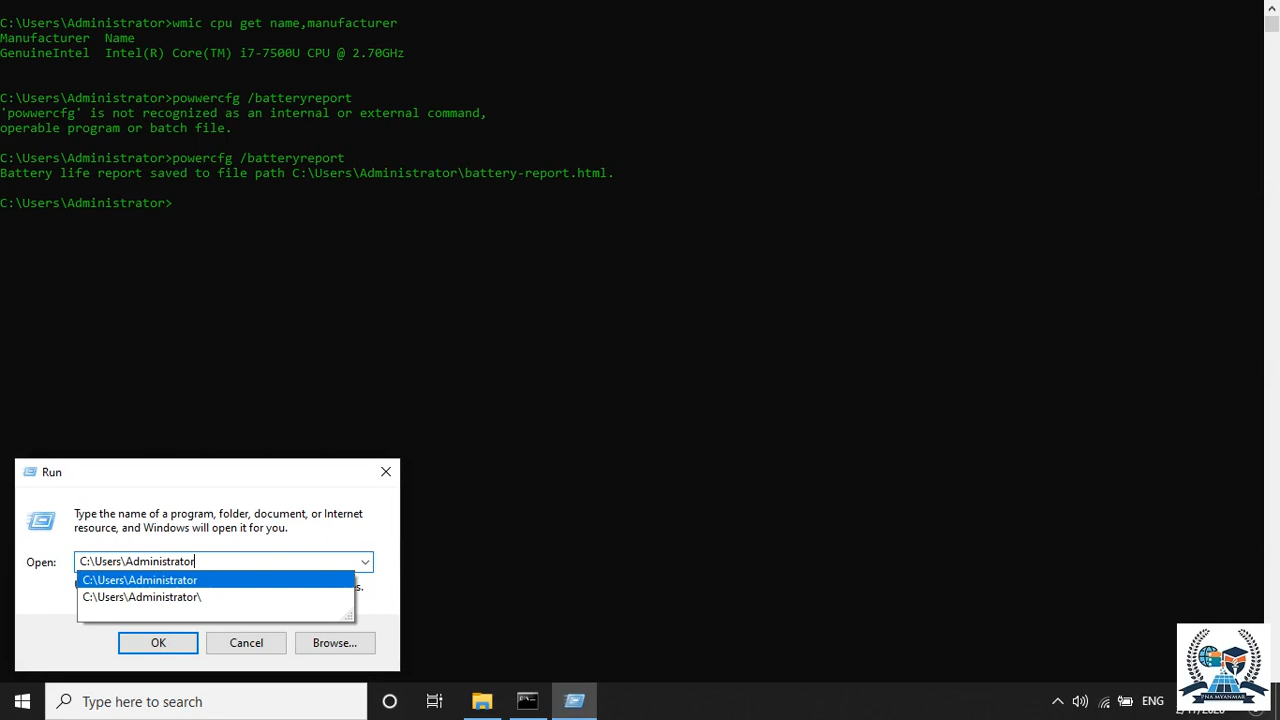 C:\Users\Administrator>wmic cpu get name,manufacturer
Manufacturer  Name
GenuineIntel  Intel(R) Core(TM) i7-7500U CPU @ 2.70GHz
C:\Users\Administrator>powwercfg /batteryreport
'powwercfg' is not recognized as an internal or external command,
operable program or batch file.
C:\Users\Administrator>powercfg /batteryreport
Battery life report saved to file path C:\Users\Administrator\battery-report.html.
C:\Users\Administrator>
Run
Type the name of a program, folder, document, or Internet
resource, and Windows will open it for you.
Open: C:\Users\Administrator
C:\Users\Administrator
s.
C:\Users\Administrator\
OK Cancel Browse...
Type here to search
ENG
PNA MYANMAR